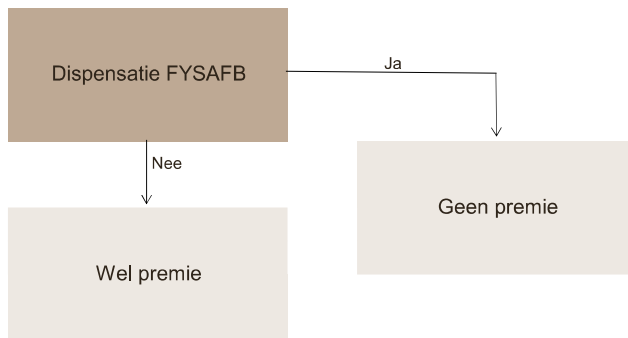 Dispensatie FYSAFB
Ja
Nee
Geen premie
Wel premie